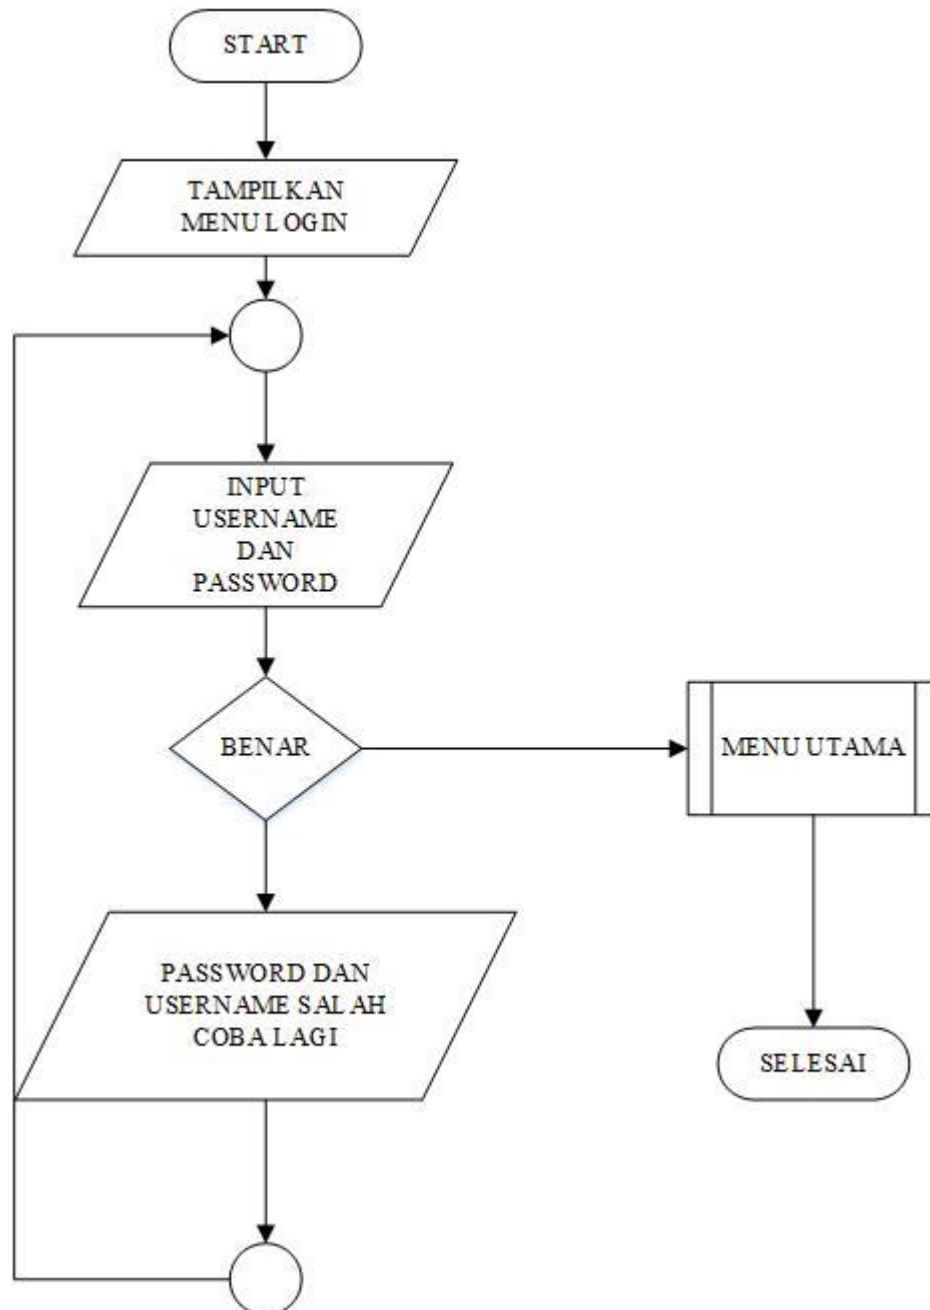 START
TAMPILKAN
MENU LOGIN
INPUT
USERNAME
DAN
PASSWORD
BENAR
MENU UTAMA
PASSWORD DAN
USERNAME SALAH
COBA LAGI
SELESAI